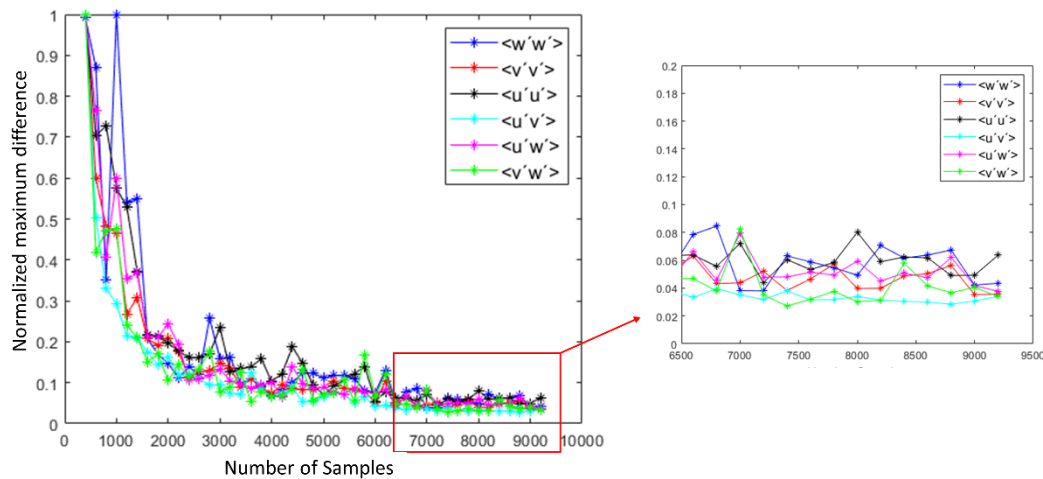 Normalized maximum difference
1
0.9
0.8
0.7
0.6
0.5
0.4
0.3
0.2
0.1
0
0 1000 2000 3000 4000 5000 6000 7000 8000 9000 10000
Number of Samples
<w´w´>
<v´v´>
<u´u´>
<u´v´>
<u´w´>
<v´w´>
0.2
0.18
0.16
0.14
0.12
0.1
0.08
0.06
0.04
0.02
0
6500 7000 7500 8000 8500 9000 9500
<w´w´>
<v´v´>
<u´u´>
<u´v´>
<u´w´>
<v´w´>